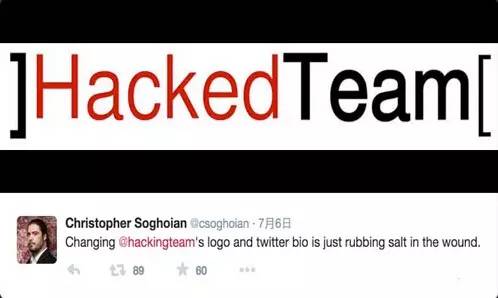 ]HackedTeam[
Christopher Soghoian @csoghoian · 7月6日
Changing @hackingteam's logo and twitter bio is just rubbing salt in the wound.
89 60